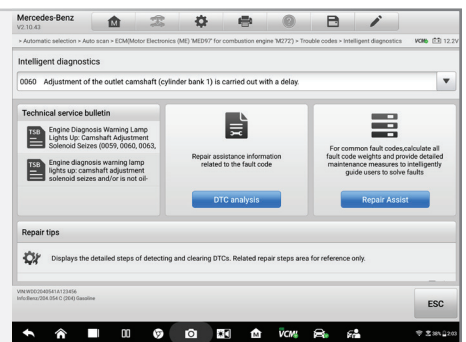 Mercedes-Benz
V2.10.43
> Automatic selection > Auto scan > ECM(Motor Electronics (ME) 'MED97' for combustion engine 'M272') > Trouble codes > Intelligent diagnostics
VCMI 12.2V
Intelligent diagnostics
0060 Adjustment of the outlet camshaft (cylinder bank 1) is carried out with a delay.
Technical service bulletin
TSB
Engine Diagnosis Warning Lamp
Lights Up: Camshaft Adjustment
Solenoid Seizes (0059, 0060, 0063,
TSB
Engine diagnosis warning lamp
lights up: camshaft adjustment
solenoid seizes and/or is not oil-
Repair assistance information
related to the fault code
DTC analysis
For common fault codes,calculate all
fault code weights and provide detailed
maintenance measures to intelligently
guide users to solve faults
Repair Assist
Repair tips
Displays the detailed steps of detecting and clearing DTCs. Related repair steps area for reference only.
Info:Benz/204.054 C (204) Gasoline
ESC
VCMI
38% 2:03